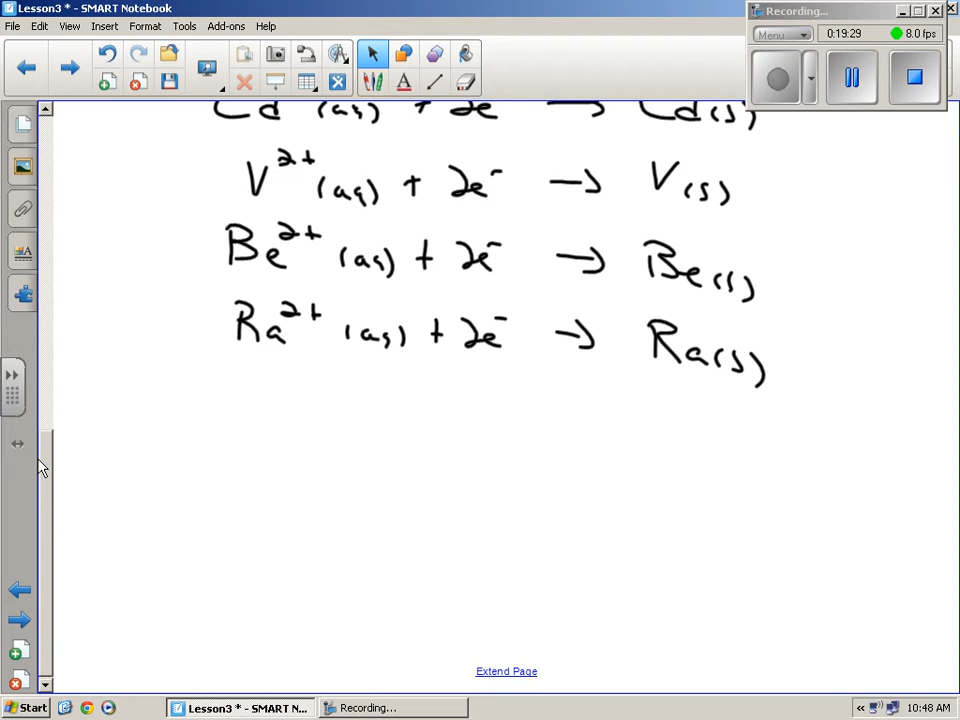 Lesson3 * - SMART Notebook
Recording...
File Edit View Insert Format Tools Add-ons Help
Menu 0:19:29 8.0 fps
Cd (aq) + 2e → Cd(s)
V²⁺ (aq) + 2e⁻ → V(s)
Be²⁺ (aq) + 2e⁻ → Be(s)
Ra²⁺ (aq) + 2e⁻ → Ra(s)
Extend Page
Start Lesson3 * - SMART N... Recording... « 10:48 AM